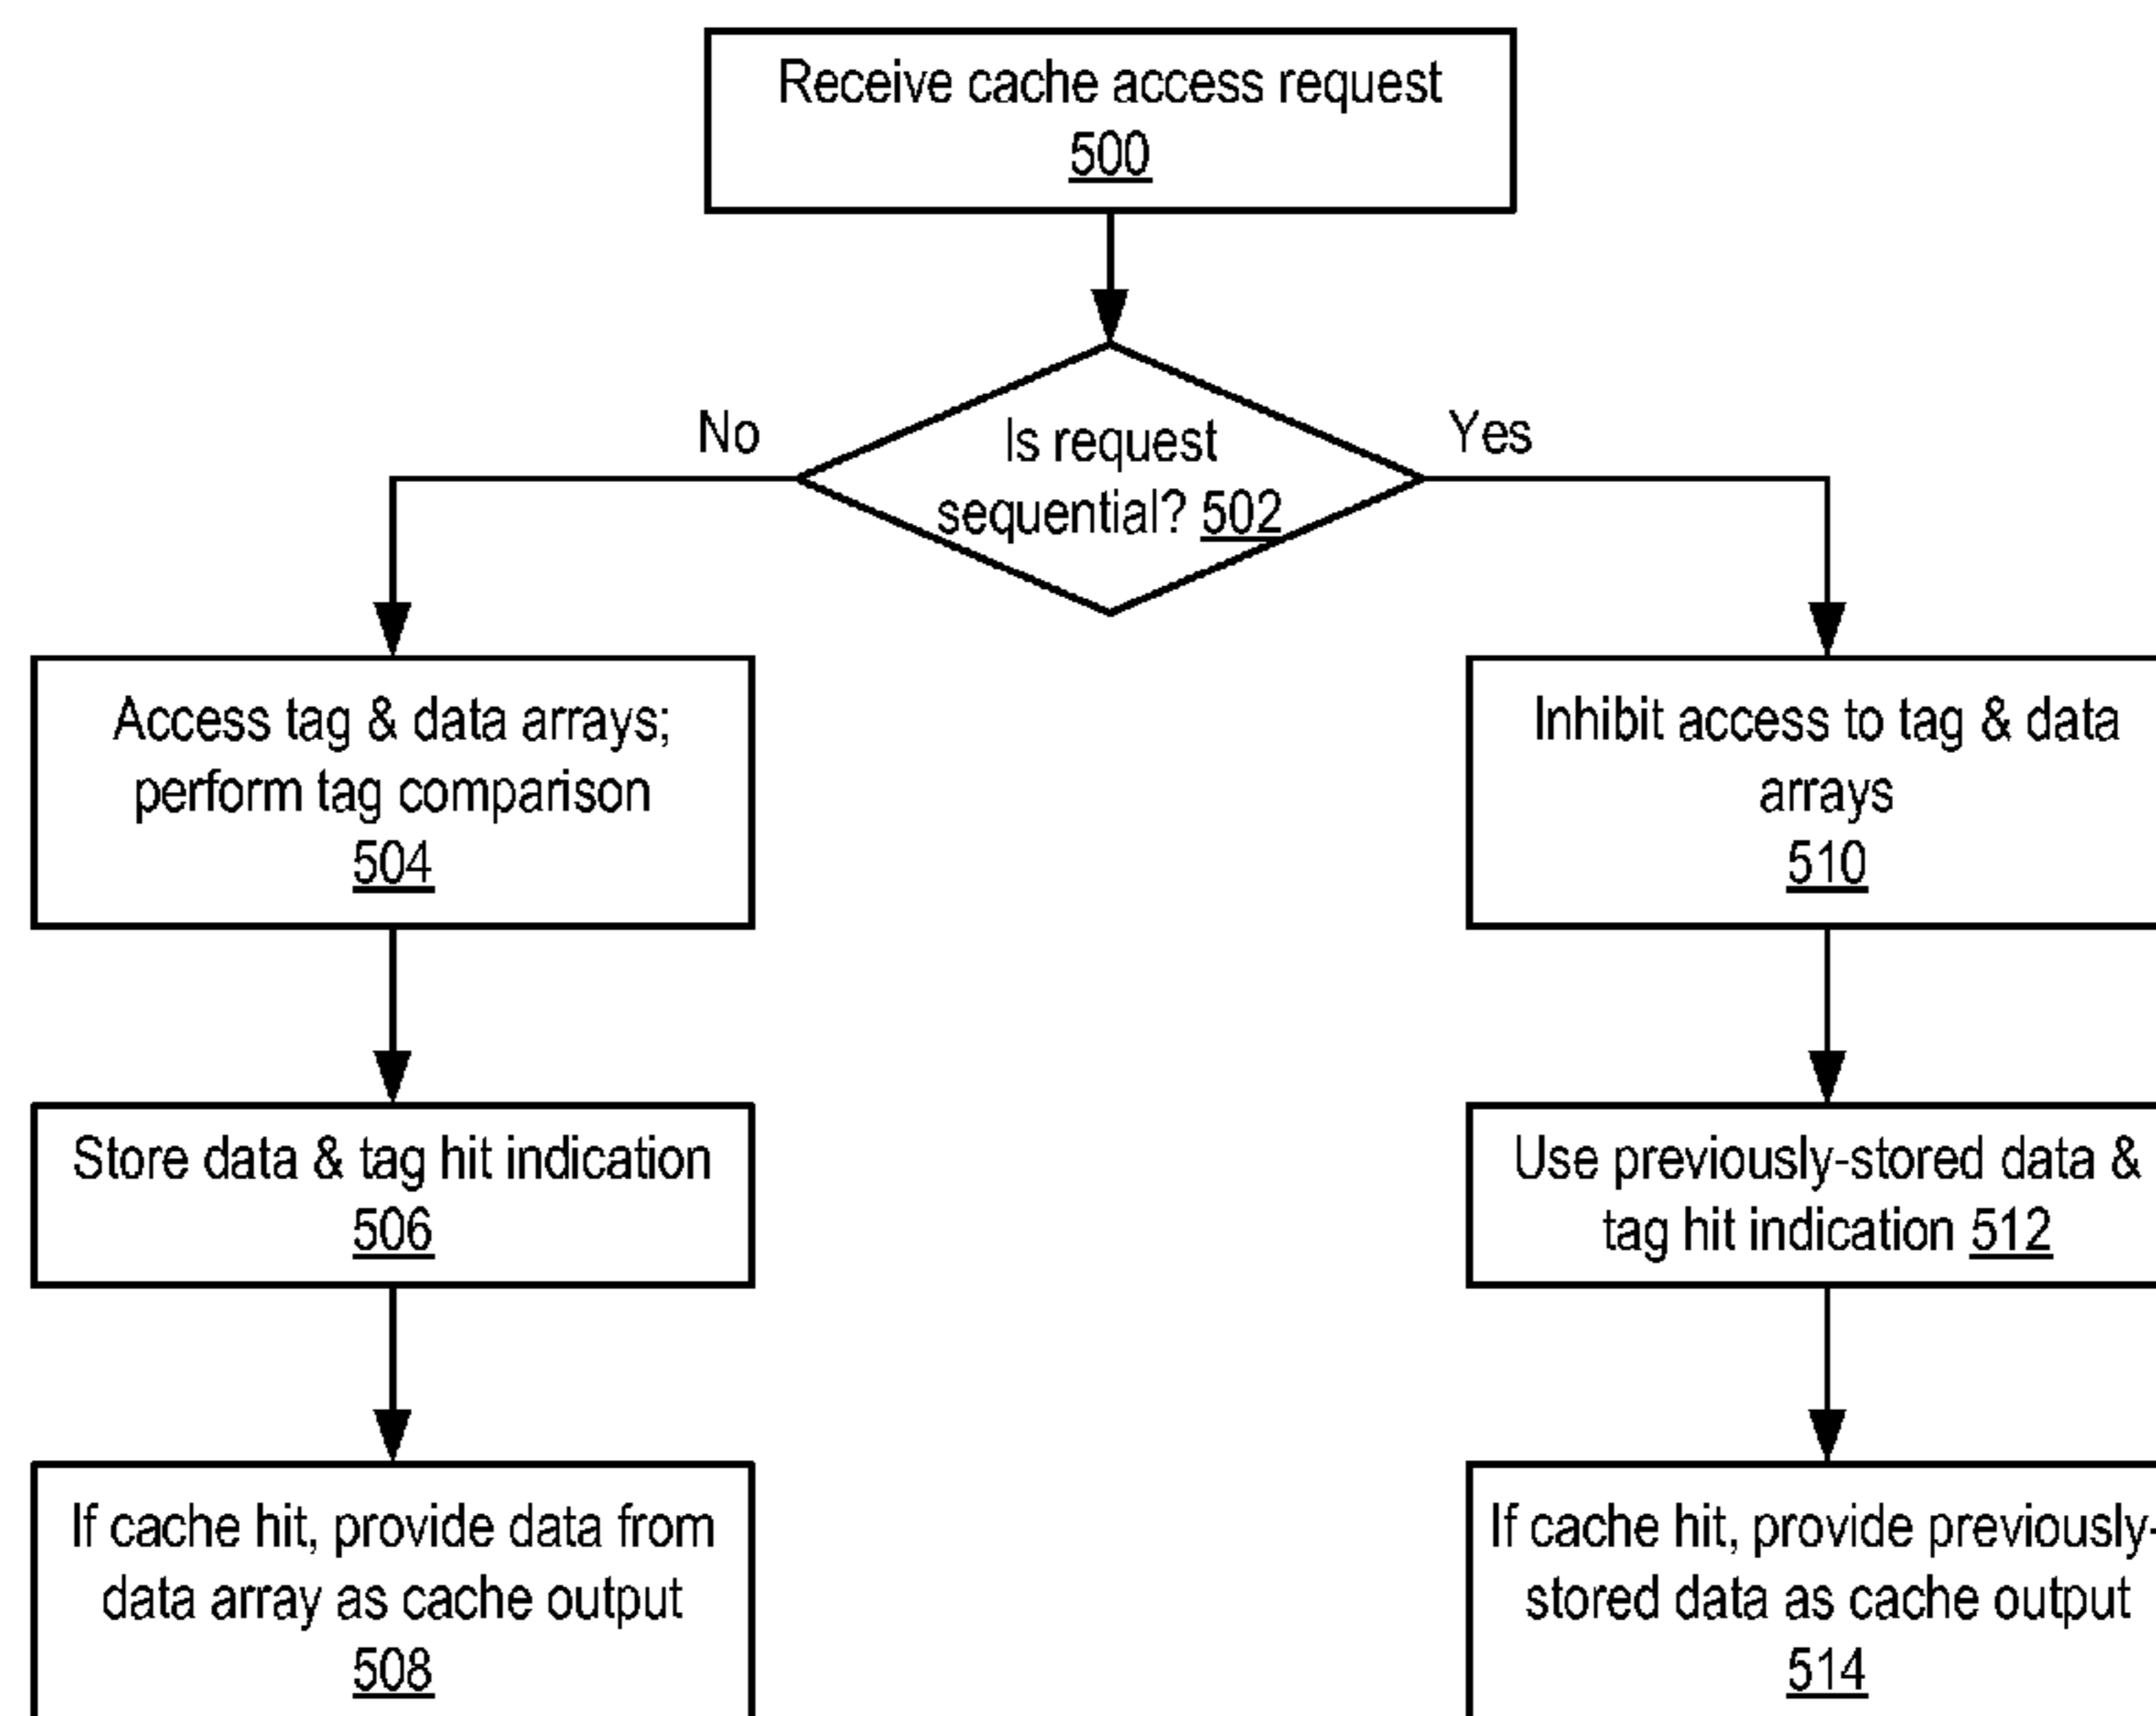 Receive cache access request
500
No
Yes
Is request
sequential? 502
Access tag & data arrays;
perform tag comparison
504
Inhibit access to tag & data
arrays
510
Store data & tag hit indication
506
Use previously-stored data &
tag hit indication 512
If cache hit, provide data from
data array as cache output
508
If cache hit, provide previously-
stored data as cache output
514